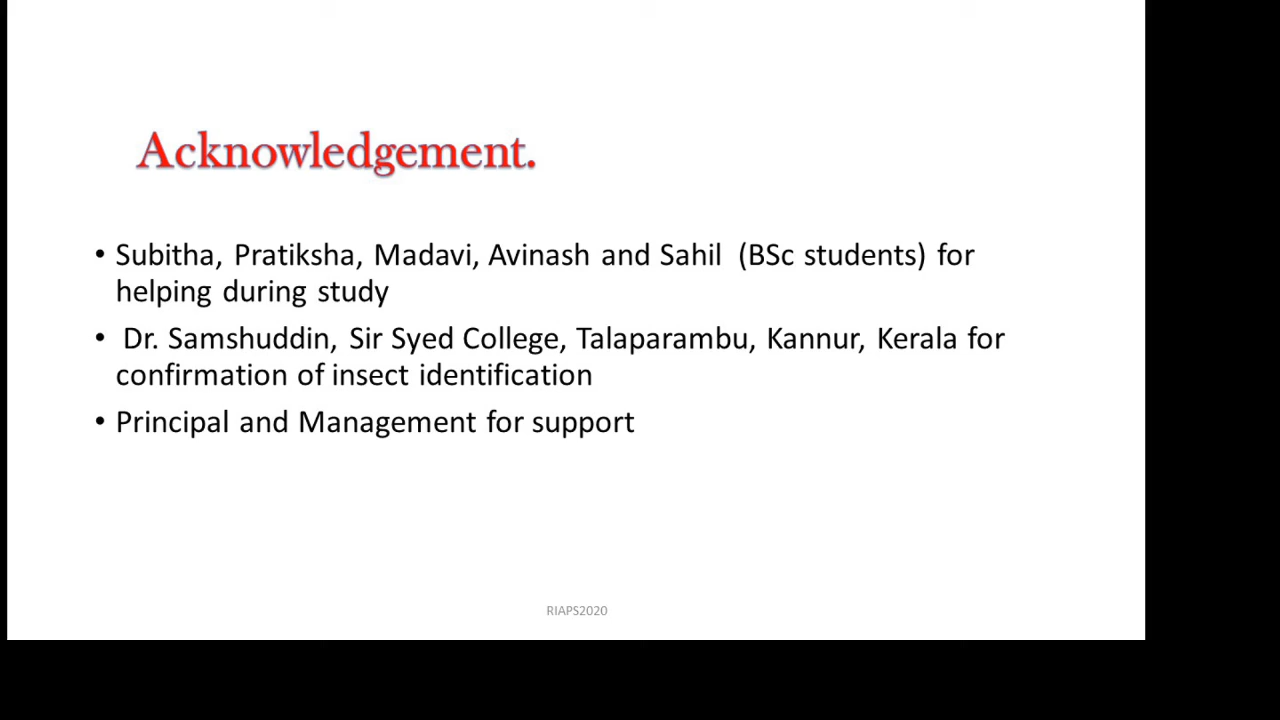 Acknowledgement.
• Subitha, Pratiksha, Madavi, Avinash and Sahil (BSc students) for
helping during study
• Dr. Samshuddin, Sir Syed College, Talaparambu, Kannur, Kerala for
confirmation of insect identification
• Principal and Management for support
RIAPS2020